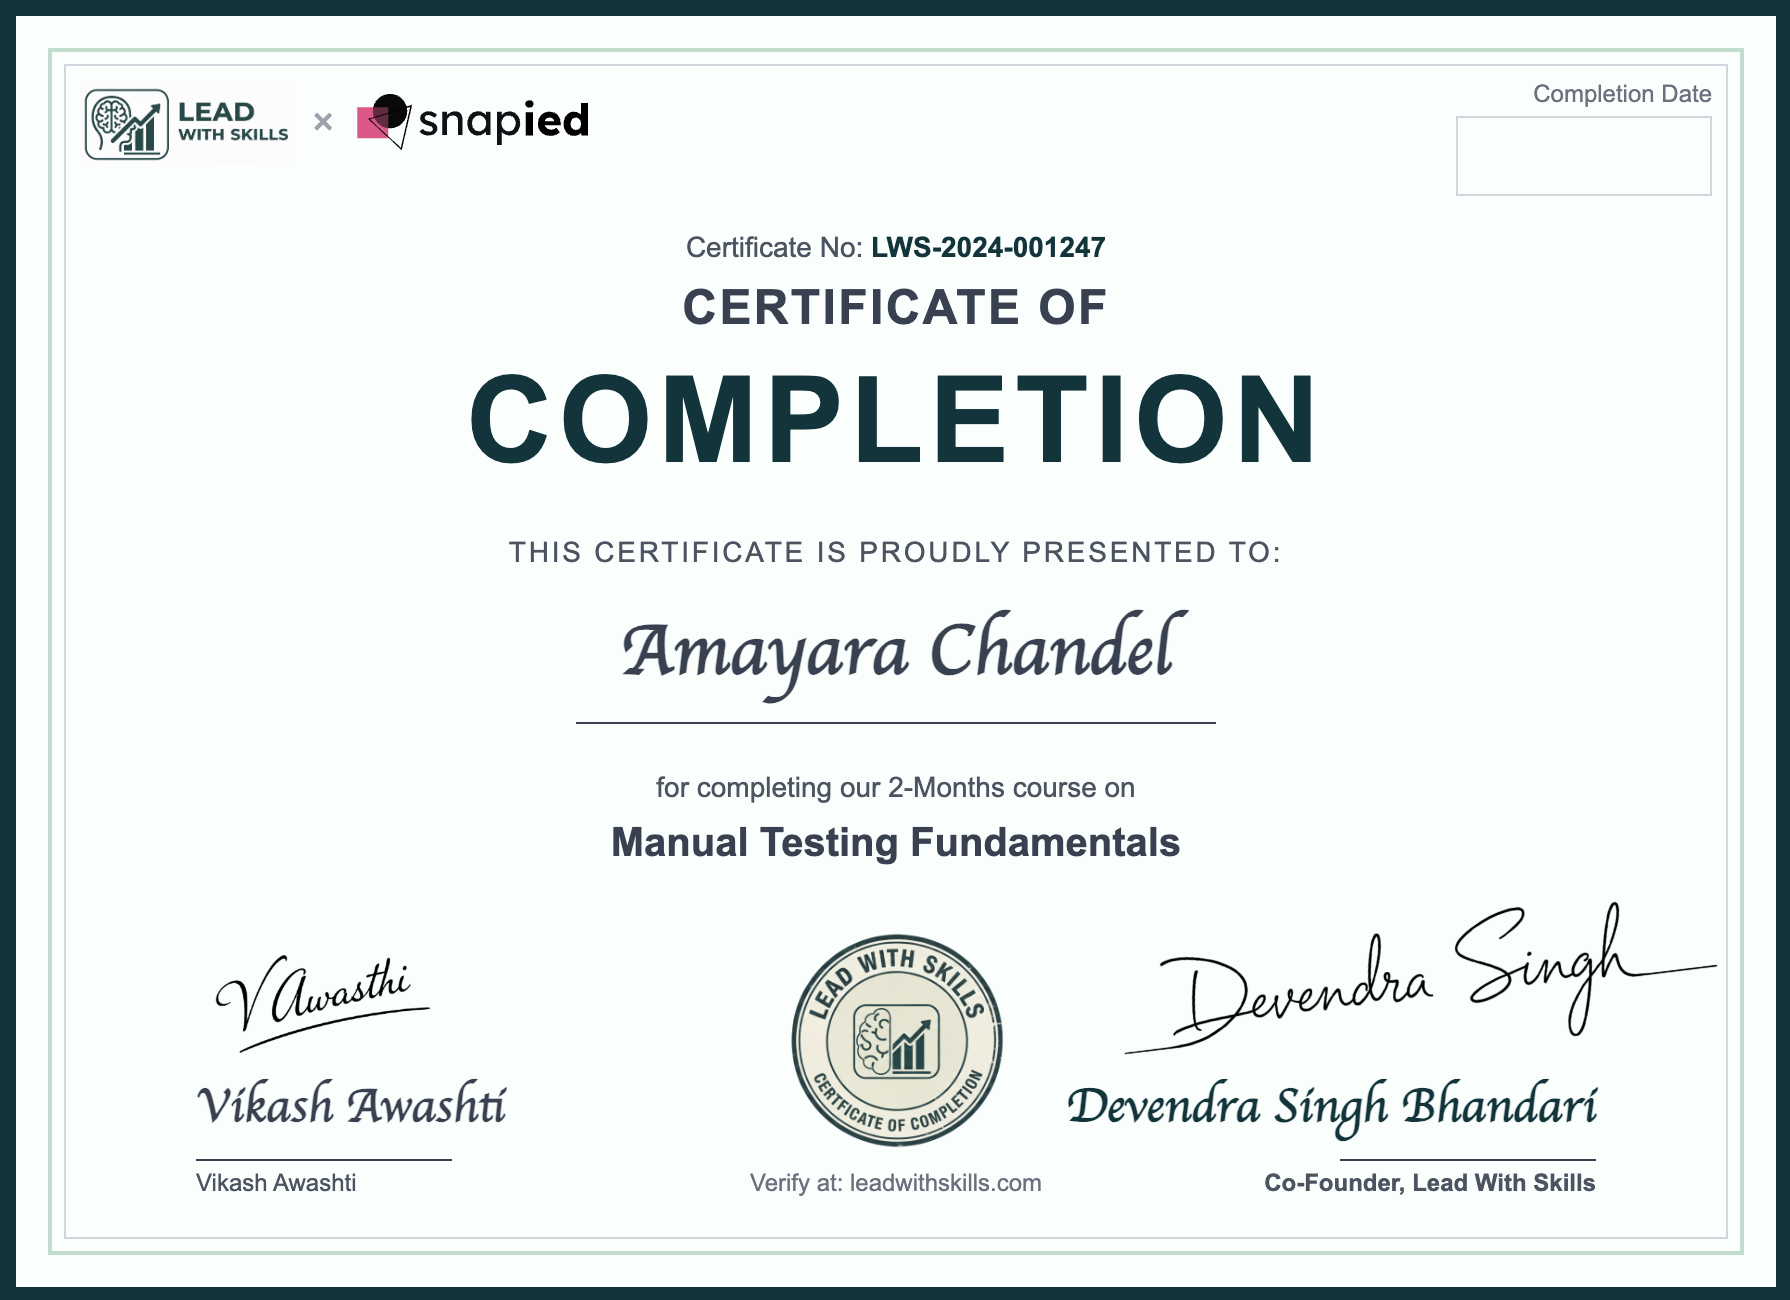 LEAD
WITH SKILLS
×
snapied
Completion Date
Certificate No: LWS-2024-001247
CERTIFICATE OF
COMPLETION
THIS CERTIFICATE IS PROUDLY PRESENTED TO:
Amayara Chandel
for completing our 2-Months course on
Manual Testing Fundamentals
V Awasthi
Vikash Awashti
Vikash Awashti
LEAD WITH SKILLS
CERTFICATE OF COMPLETION
Verify at: leadwithskills.com
Devendra Singh
Devendra Singh Bhandari
Co-Founder, Lead With Skills